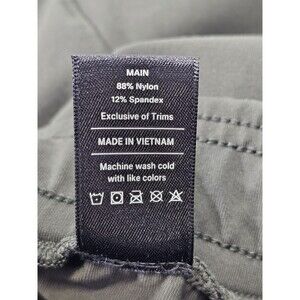 MAIN
88% Nylon
12% Spandex
Exclusive of Trims
MADE IN VIETNAM
Machine wash cold
with like colors